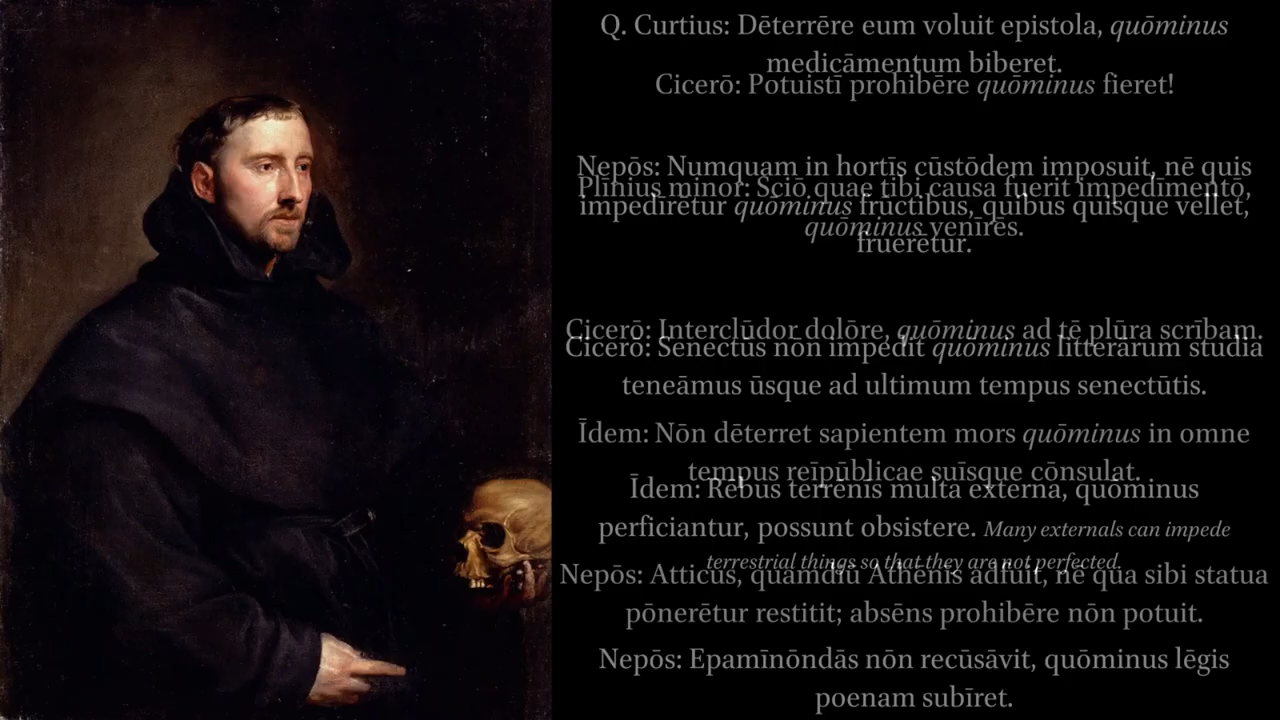 Q. Curtius: Dēterrēre eum voluit epistola, quōminus
medicāmentum biberet.
Cicerō: Potuistī prohibēre quōminus fieret!
Nepōs: Numquam in hortīs cūstōdem imposuit, nē quis
Plīnius minor: Sciō quae tibi causa fuerit impedīmentō,
impedīretur quōminus frūctibus, quibus quisque vellet,
quōminus venīrēs.
fruerētur.
Cicerō: Interclūdor dolōre, quōminus ad tē plūra scrībam.
Cicerō: Senectūs nōn impedit quōminus litterārum studia
teneāmus ūsque ad ultimum tempus senectūtis.
Īdem: Nōn dēterret sapientem mors quōminus in omne
tempus reīpūblicae suīsque cōnsulat.
Īdem: Rēbus terrēnīs multa externa, quōminus
perficiantur, possunt obsistere. Many externals can impede
terrestrial things so that they are not perfected.
Nepōs: Atticus, quamdiū Athēnīs adfuit, nē qua sibi statua
pōnerētur restitit; absēns prohibēre nōn potuit.
Nepōs: Epamīnōndās nōn recūsāvit, quōminus lēgis
poenam subīret.